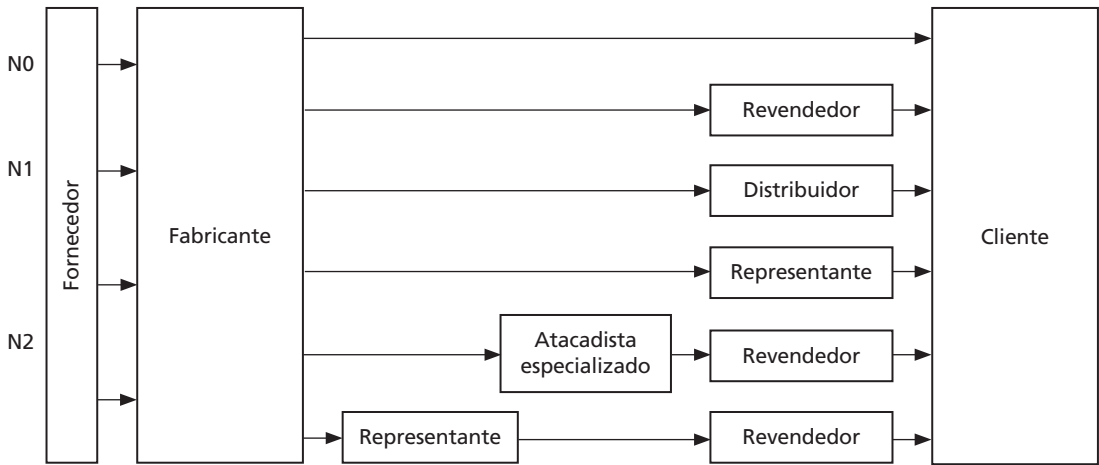 N0
Revendedor
N1
Distribuidor
Fornecedor
Fabricante
Cliente
Representante
N2
Atacadista
especializado
Revendedor
Representante
Revendedor